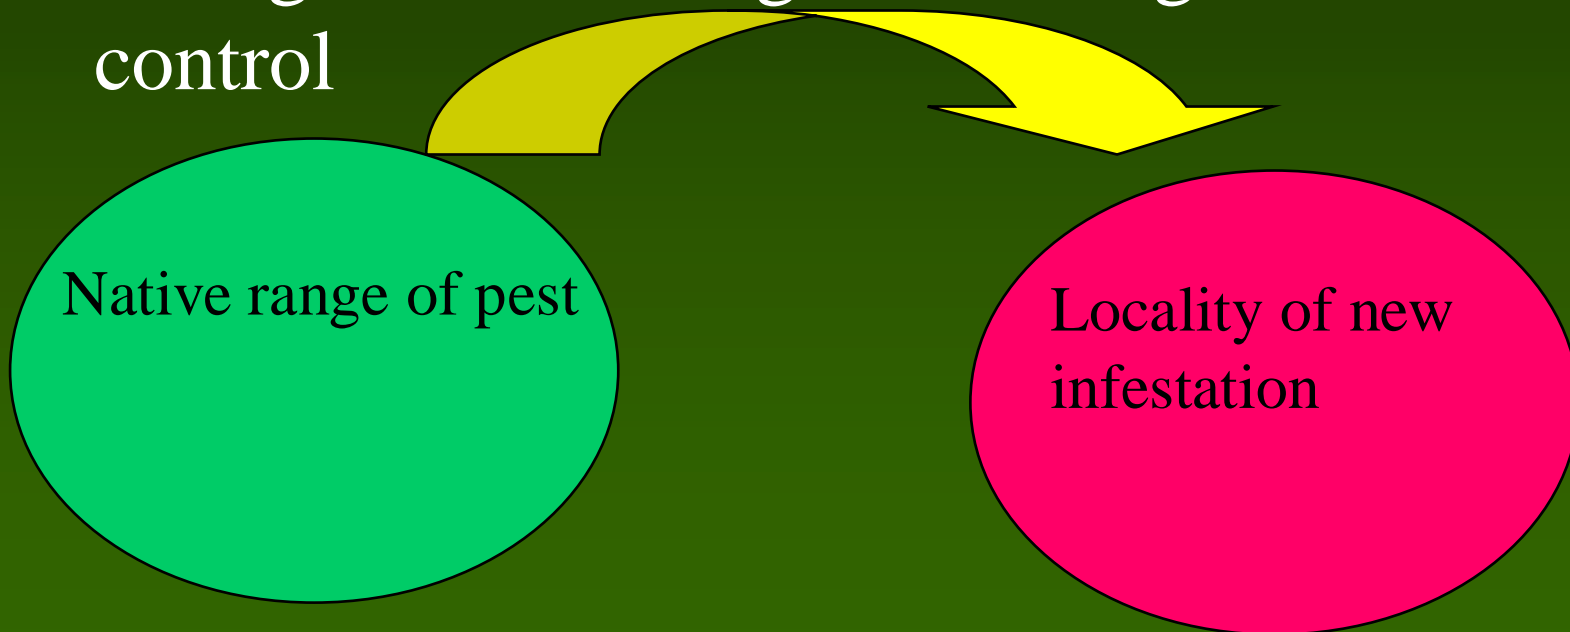 control
Native range of pest
Locality of new
infestation